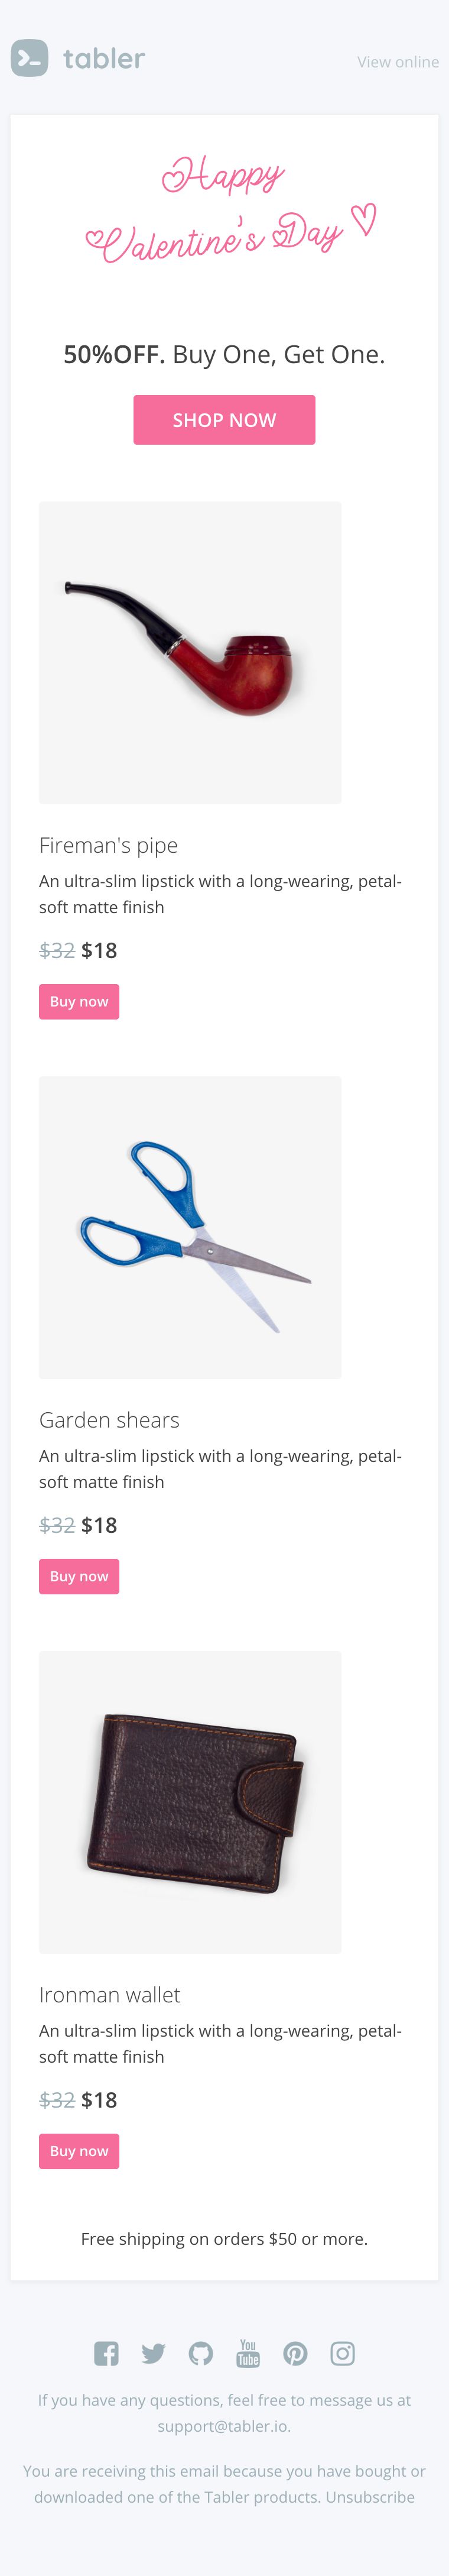 tabler
View online
Happy
Valentine's Day
50%OFF. Buy One, Get One.
SHOP NOW
Fireman's pipe
An ultra-slim lipstick with a long-wearing, petal-
soft matte finish
$32 $18
Buy now
Garden shears
An ultra-slim lipstick with a long-wearing, petal-
soft matte finish
$32 $18
Buy now
Ironman wallet
An ultra-slim lipstick with a long-wearing, petal-
soft matte finish
$32 $18
Buy now
Free shipping on orders $50 or more.
You
Tube
If you have any questions, feel free to message us at
support@tabler.io.
You are receiving this email because you have bought or
downloaded one of the Tabler products. Unsubscribe